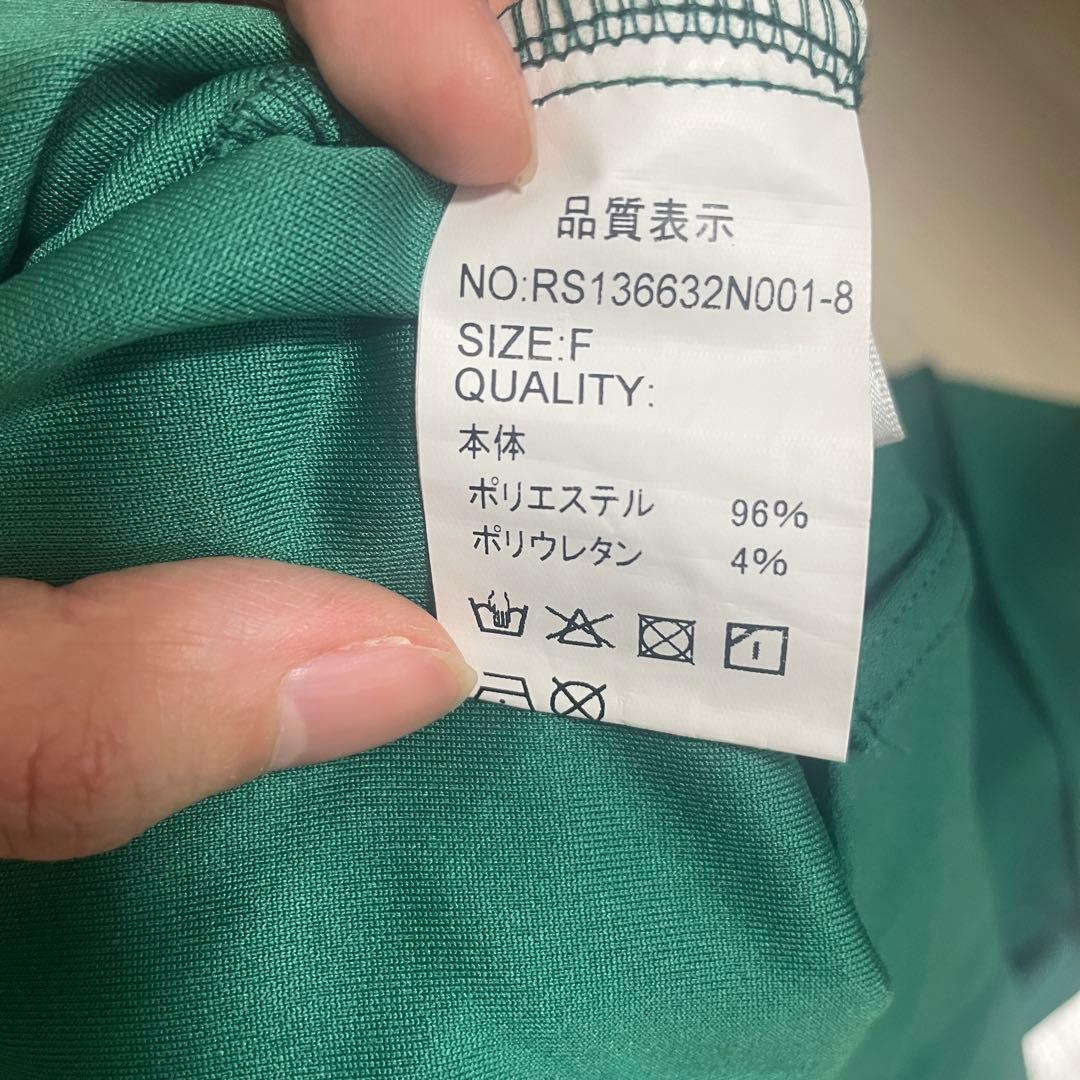 品質表示
NO:RS136632N001-8
SIZE:F
QUALITY:
本体
ポリエステル 96%
ポリウレタン 4%